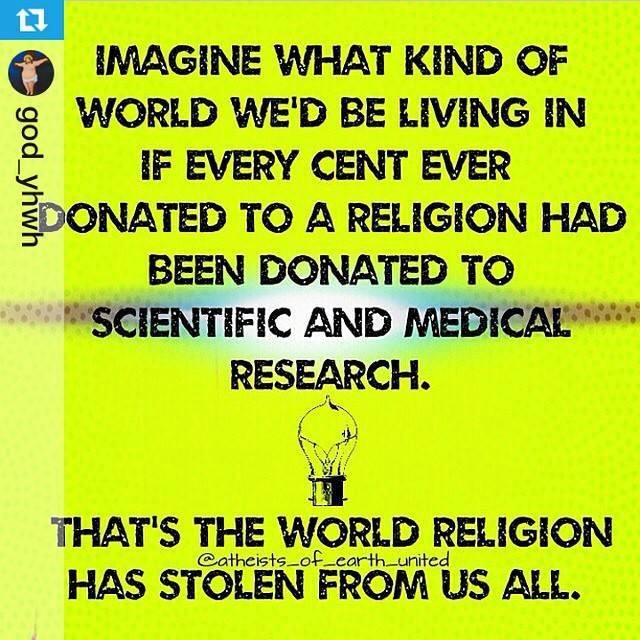 god_yhwh
IMAGINE WHAT KIND OF
WORLD WE'D BE LIVING IN
IF EVERY CENT EVER
DONATED TO A RELIGION HAD
BEEN DONATED TO
SCIENTIFIC AND MEDICAL
RESEARCH.
THAT'S THE WORLD RELIGION
@atheists_of_earth_united
HAS STOLEN FROM US ALL.